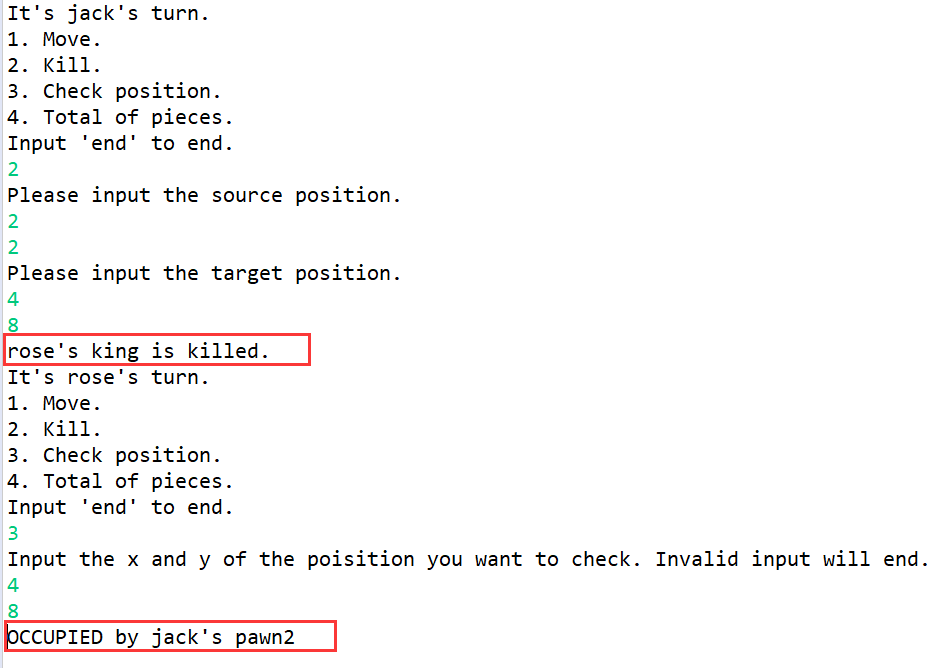 It's jack's turn.
1. Move.
2. Kill.
3. Check position.
4. Total of pieces.
Input 'end' to end.
2
Please input the source position.
2
2
Please input the target position.
4
8
rose's king is killed.
It's rose's turn.
1. Move.
2. Kill.
3. Check position.
4. Total of pieces.
Input 'end' to end.
3
Input the x and y of the poisition you want to check. Invalid input will end.
4
8
OCCUPIED by jack's pawn2